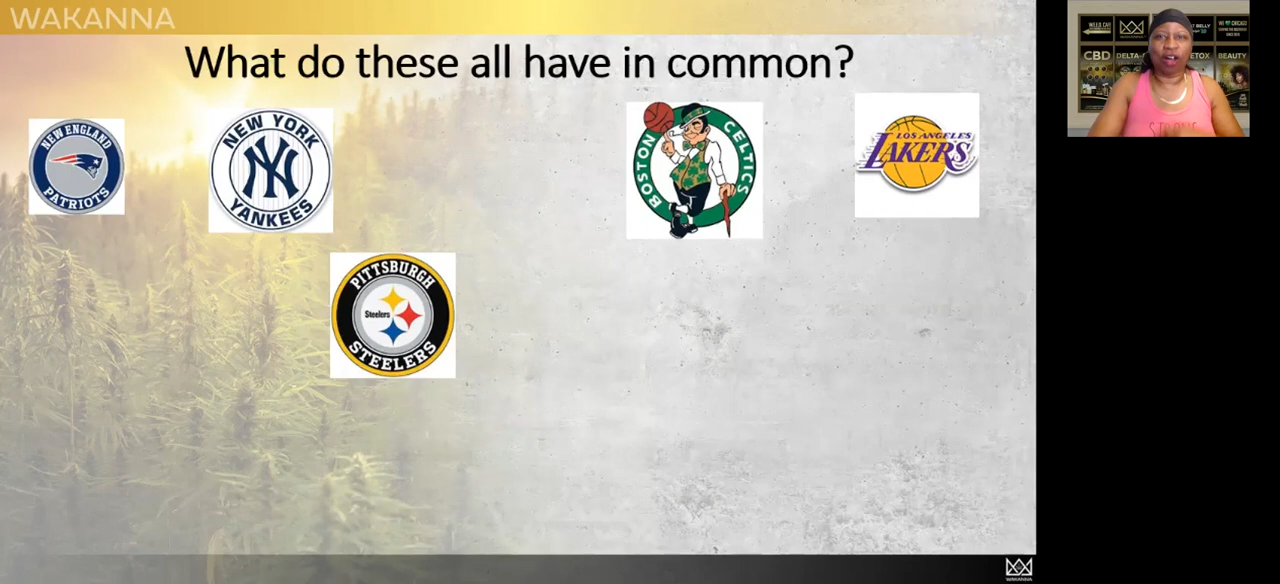 WAKANNA
What do these all have in common?
NEW ENGLAND
PATRIOTS
NEW YORK
NY
YANKEES
BOSTON
CELTICS
LOS ANGELES
LAKERS
PITTSBURGH
Steelers
STEELERS
WAKANNA
CBD
DELTA-
BEAUTY